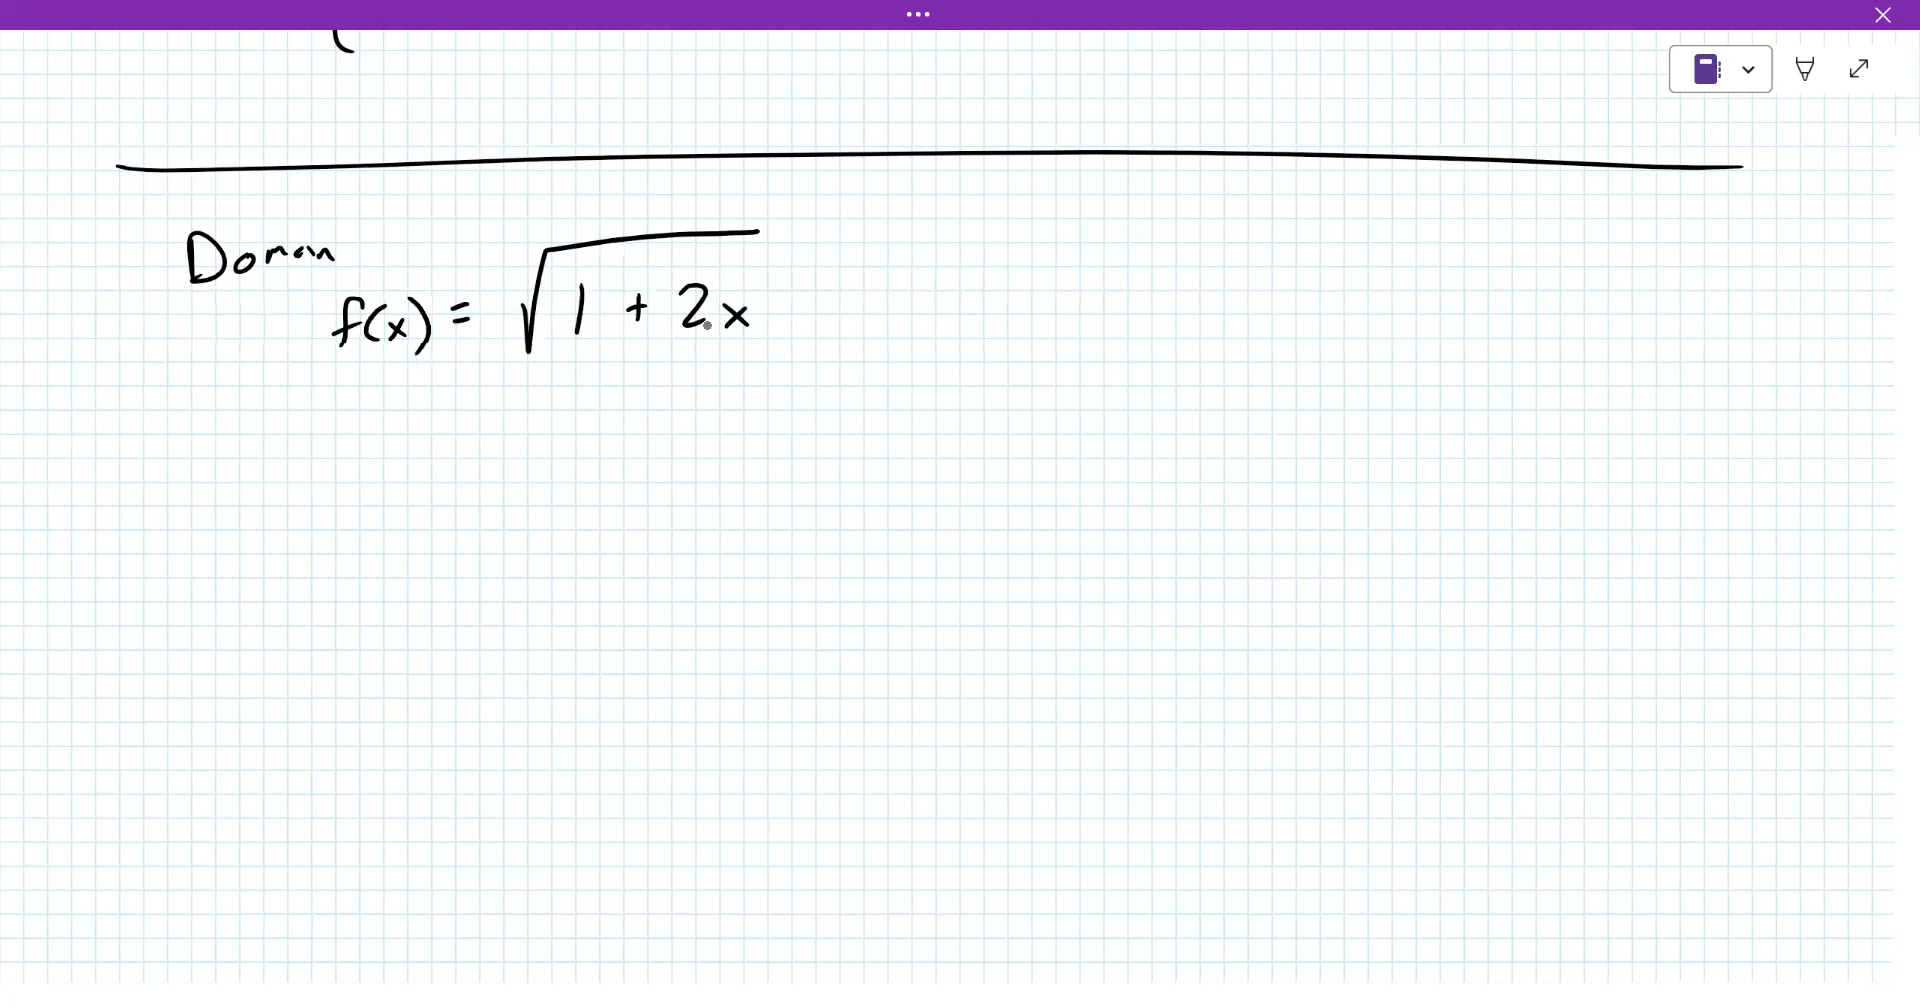 Doman
f(x) = √1 + 2x